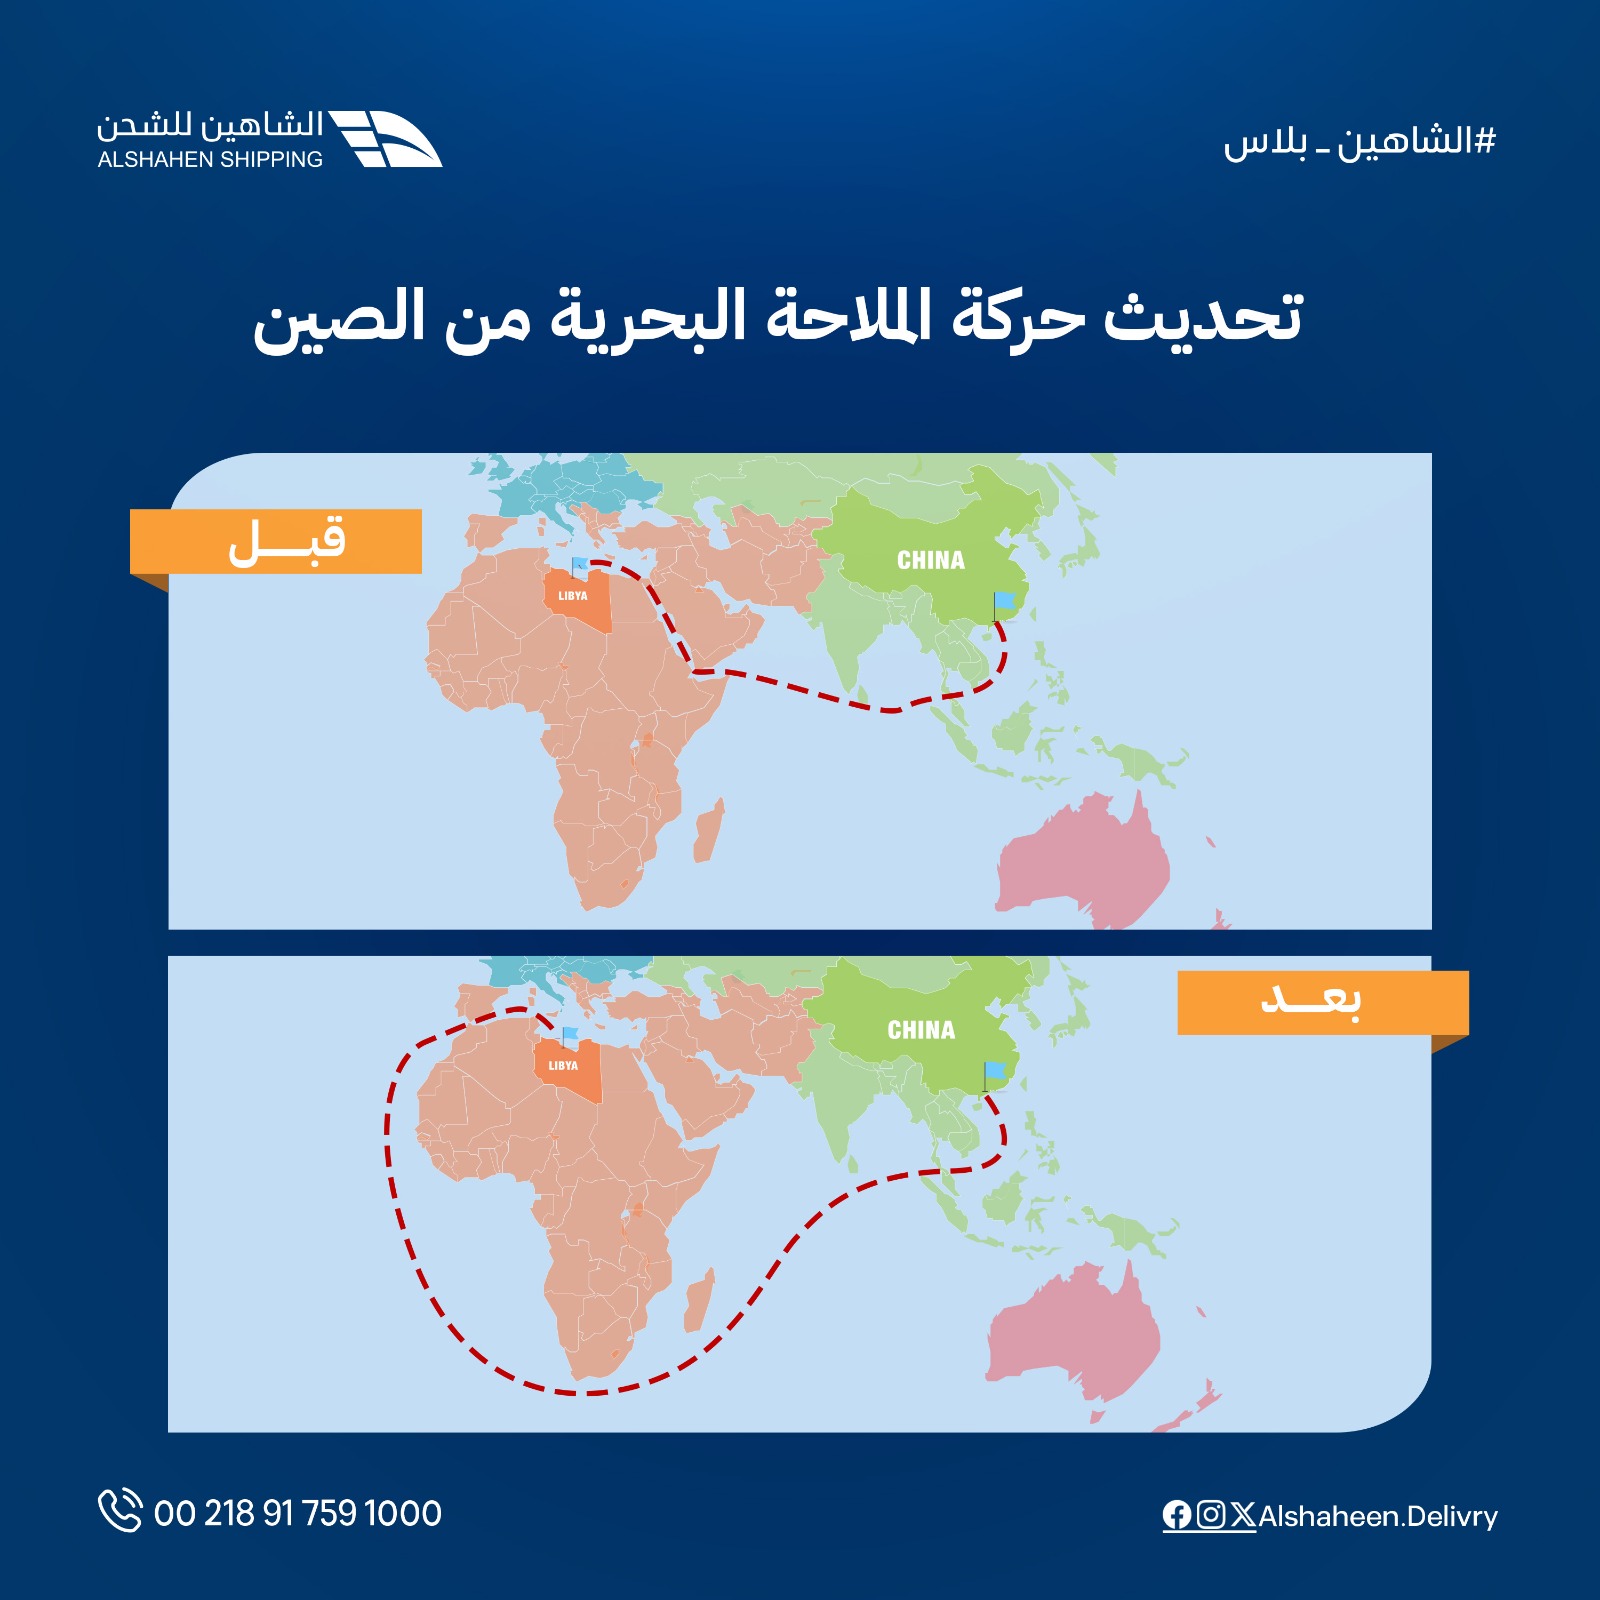 #الشاهين - بلاس
الشاهين للشحن
ALSHAHEN SHIPPING
تحديث حركة الملاحة البحرية من الصين
قبــل
CHINA
LIBYA
بعــد
CHINA
LIBYA
00 218 91 759 1000
Alshaheen.Delivry